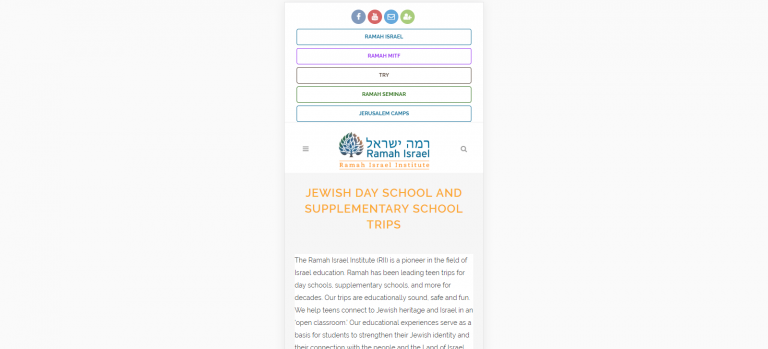 RAMAH ISRAEL
RAMAH MITF
TRY
RAMAH SEMINAR
JERUSALEM CAMPS
רמה ישראל
Ramah Israel
Ramah Israel Institute
JEWISH DAY SCHOOL AND
SUPPLEMENTARY SCHOOL
TRIPS
The Ramah Israel Institute (RII) is a pioneer in the field of
Israel education. Ramah has been leading teen trips for
day schools, supplementary schools, and more for
decades. Our trips are educationally sound, safe and fun.
We help teens connect to Jewish heritage and Israel in an
'open classroom.' Our educational experiences serve as a
basis for students to strengthen their Jewish identity and
their connection with the people and the Land of Israel.